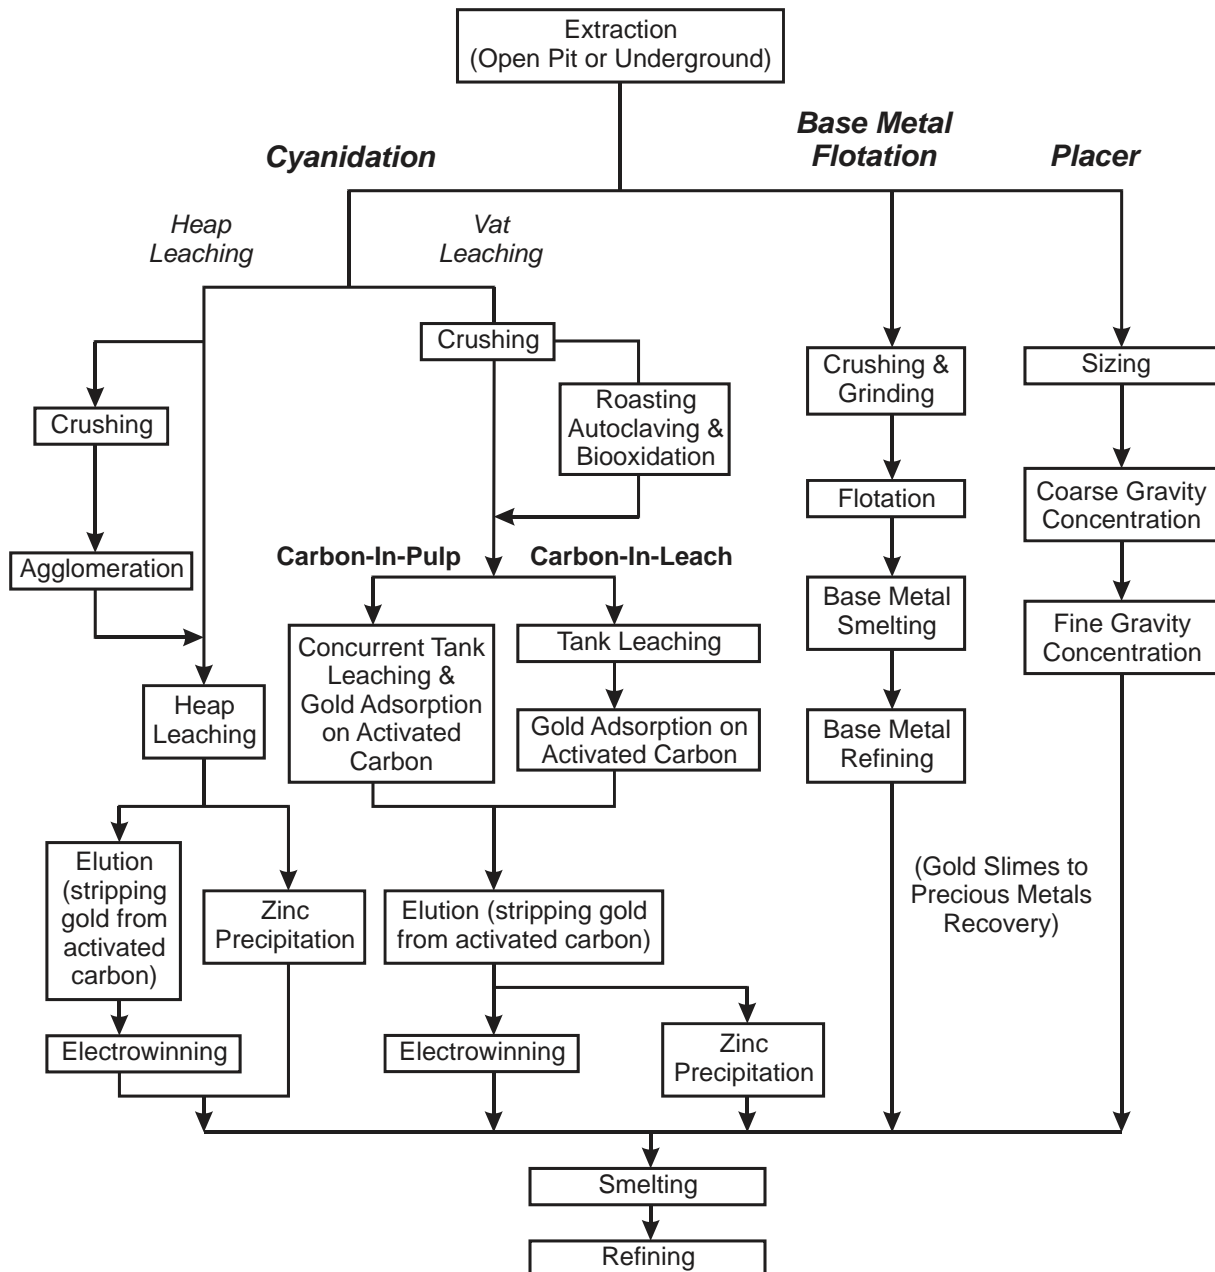 Extraction
(Open Pit or Underground)
Base Metal
Flotation
Cyanidation
Placer
Heap
Leaching
Vat
Leaching
Crushing
Crushing &
Grinding
Sizing
Roasting
Autoclaving &
Biooxidation
Crushing
Flotation
Coarse Gravity
Concentration
Carbon-In-Pulp
Carbon-In-Leach
Agglomeration
Base Metal
Smelting
Fine Gravity
Concentration
Concurrent Tank
Leaching &
Gold Adsorption
on Activated
Carbon
Tank Leaching
Heap
Leaching
Gold Adsorption on
Activated Carbon
Base Metal
Refining
Elution
(stripping
gold from
activated
carbon)
Zinc
Precipitation
Elution (stripping gold
from activated carbon)
(Gold Slimes to
Precious Metals
Recovery)
Electrowinning
Electrowinning
Zinc
Precipitation
Smelting
Refining